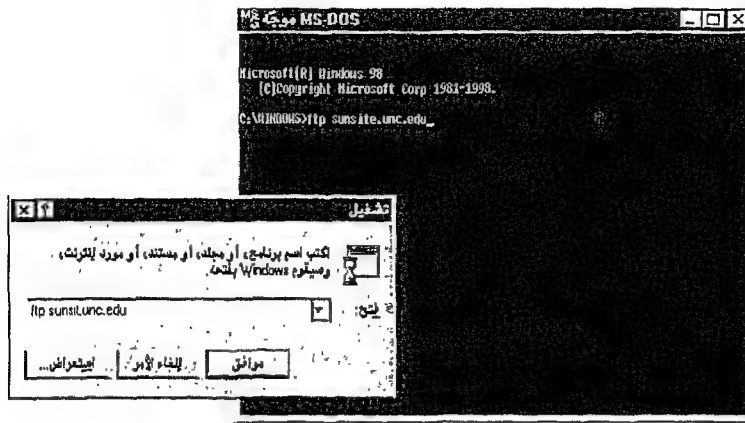 موجّه MS-DOS
Microsoft(R) Windows 98
(C)Copyright Microsoft Corp 1981-1998.
C:\WINDOWS>ftp sunsite.unc.edu_
تشغيل
اكتب اسم برنامج، أو مجلد، أو مستند، أو مورد إنترنت،
وسيقوم Windows بفتحه.
فتح:
ftp sunsit.unc.edu
موافق
إلغاء الأمر
استعراض...